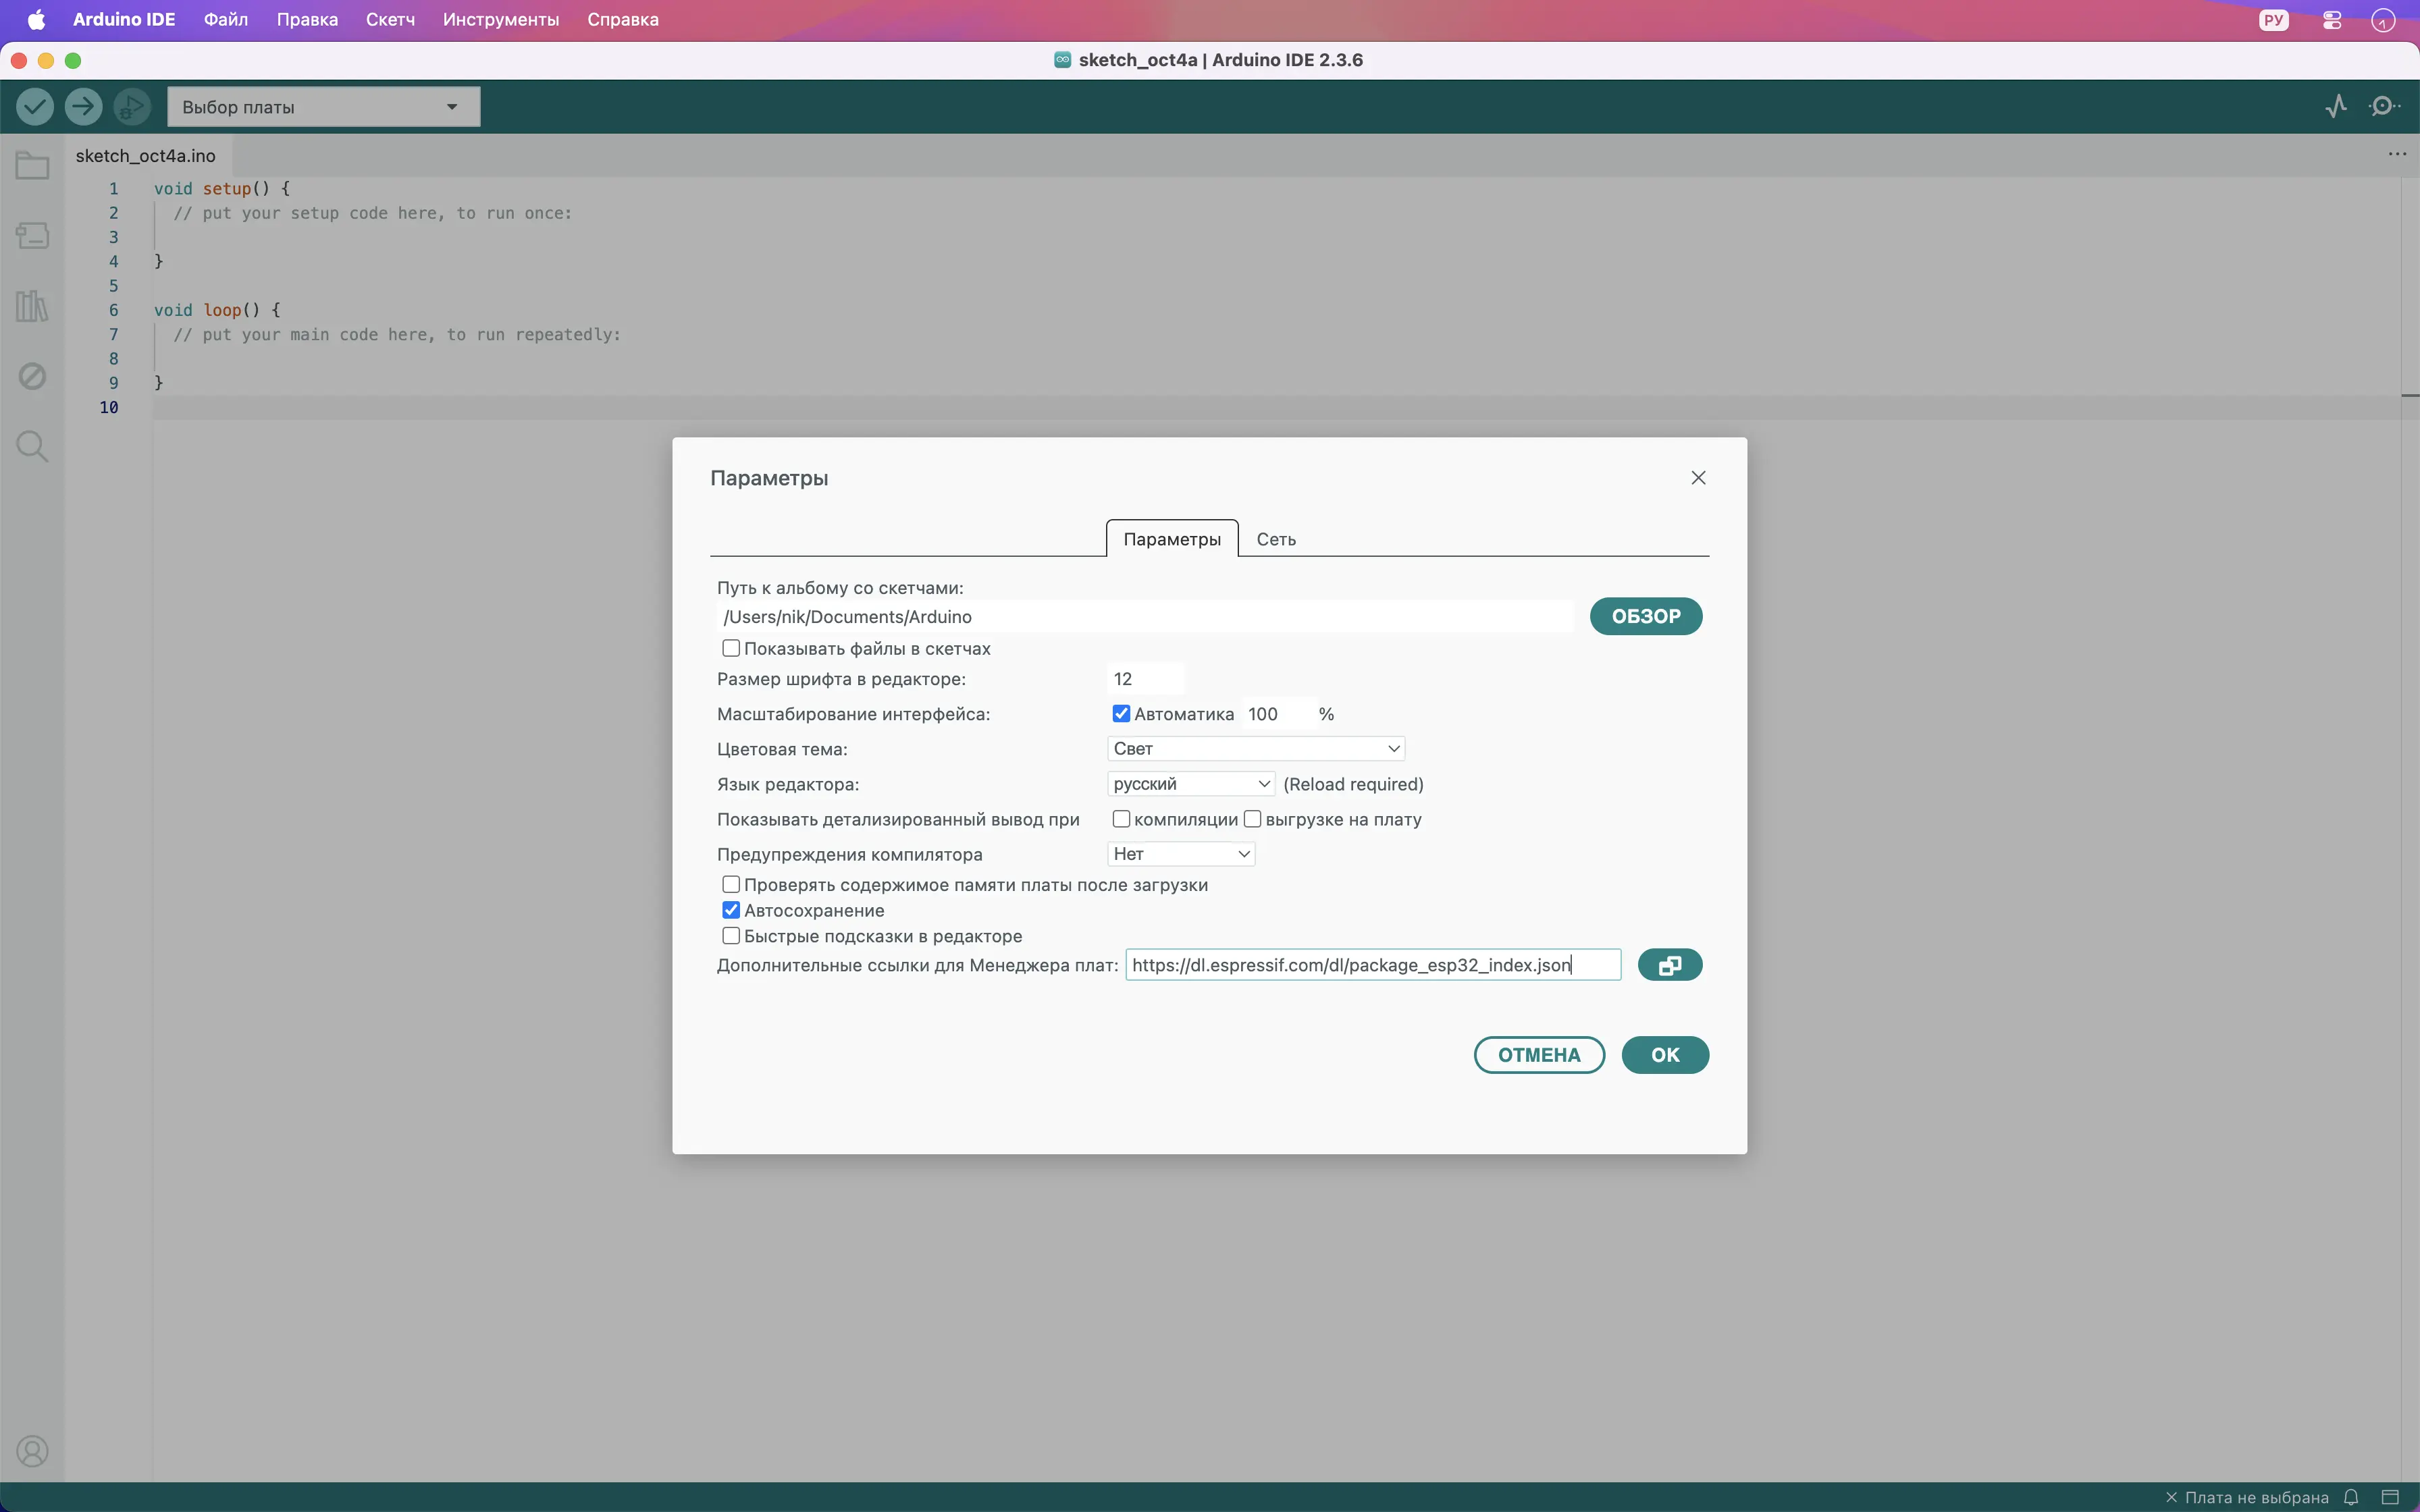 Arduino IDE Файл Правка Скетч Инструменты Справка РУ
sketch_oct4a | Arduino IDE 2.3.6
Выбор платы
sketch_oct4a.ino
1 void setup() {
2 // put your setup code here, to run once:
3
4 }
5
6 void loop() {
7 // put your main code here, to run repeatedly:
8
9 }
10
Параметры
Параметры Сеть
Путь к альбому со скетчами:
/Users/nik/Documents/Arduino ОБЗОР
Показывать файлы в скетчах
Размер шрифта в редакторе: 12
Масштабирование интерфейса: Автоматика 100 %
Цветовая тема: Свет
Язык редактора: русский (Reload required)
Показывать детализированный вывод при компиляции выгрузке на плату
Предупреждения компилятора Нет
Проверять содержимое памяти платы после загрузки
Автосохранение
Быстрые подсказки в редакторе
Дополнительные ссылки для Менеджера плат: https://dl.espressif.com/dl/package_esp32_index.json
ОТМЕНА OK
Плата не выбрана